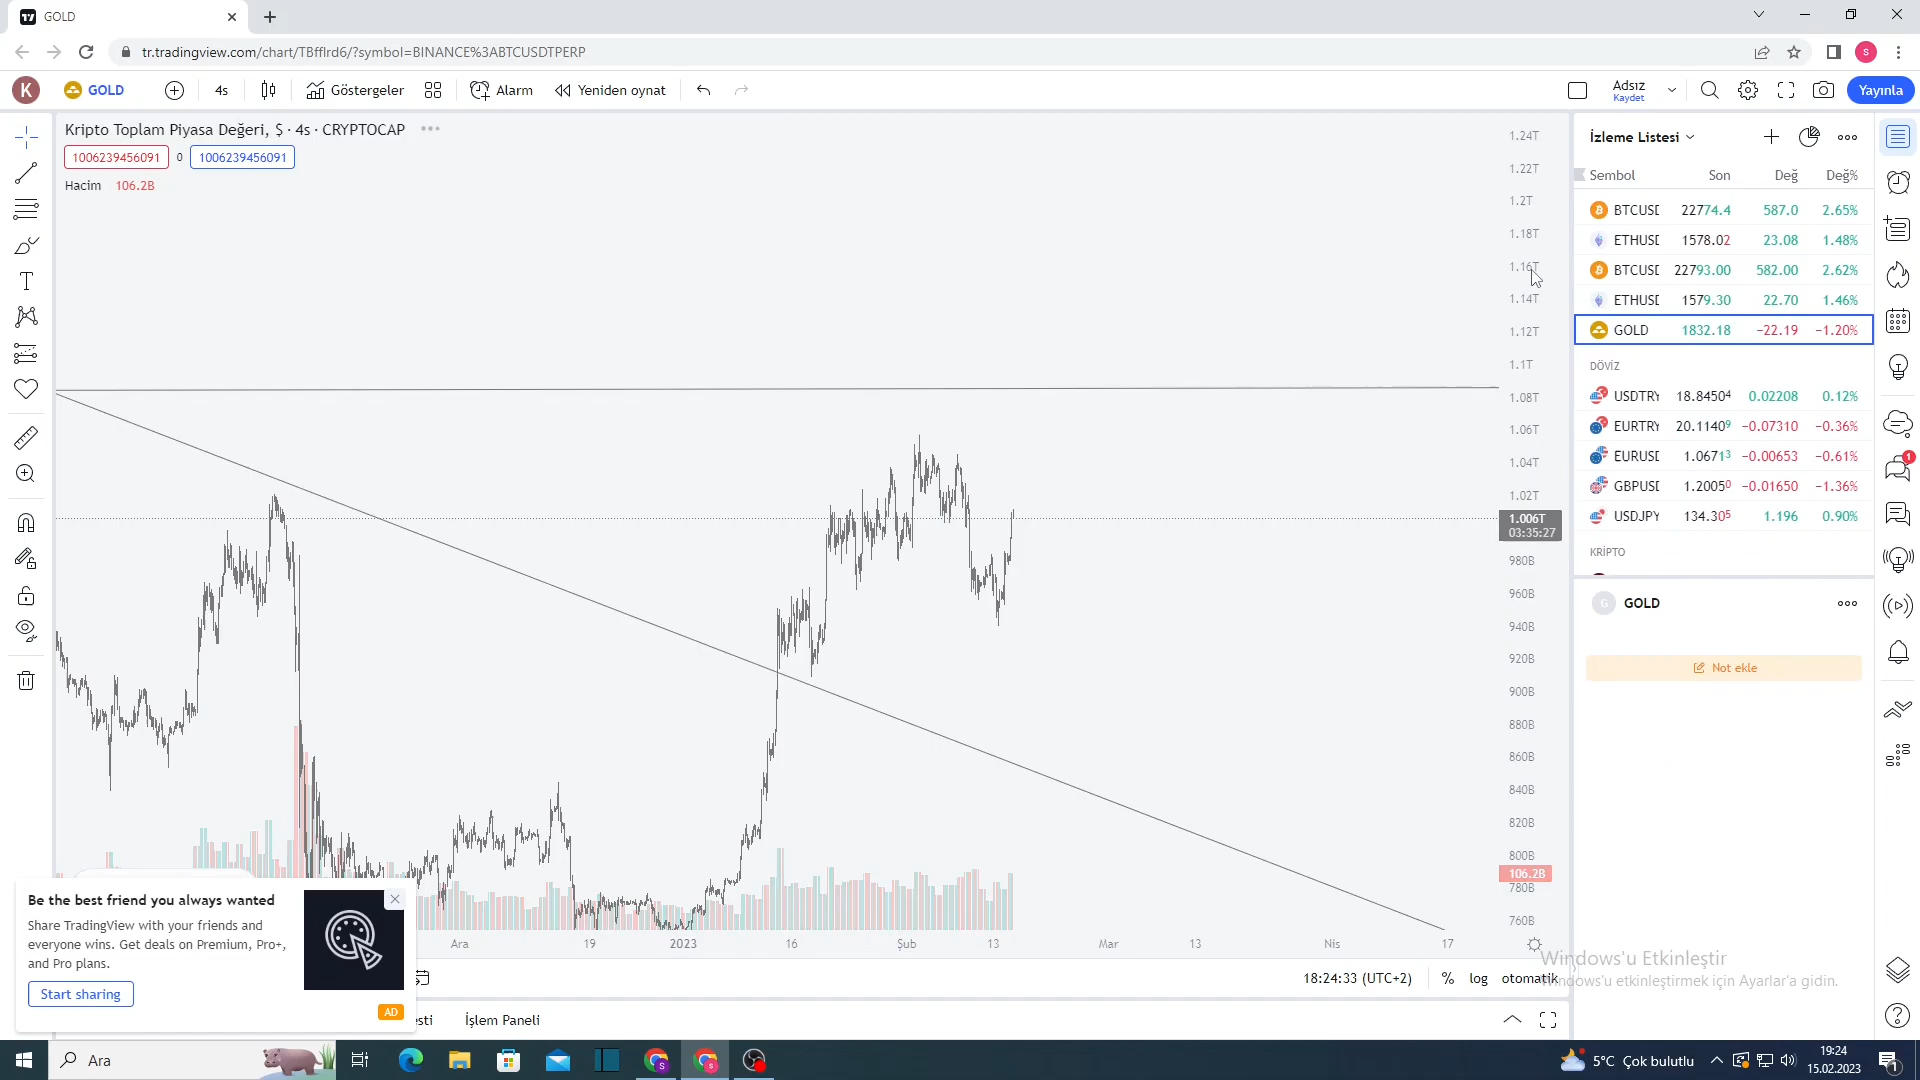 GOLD
tr.tradingview.com/chart/TBfflrd6/?symbol=BINANCE%3ABTCUSDTPERP
S
K
GOLD
4s
Göstergeler
Alarm
Yeniden oynat
Adsız
Kaydet
Yayınla
Kripto Toplam Piyasa Değeri, $ · 4s · CRYPTOCAP
1006239456091 0 1006239456091
Hacim 106.2B
1.24T
1.22T
1.2T
1.18T
1.16T
1.14T
1.12T
1.1T
1.08T
1.06T
1.04T
1.02T
1.006T
03:35:27
980B
960B
940B
920B
900B
880B
860B
840B
820B
800B
106.2B
780B
760B
Ara 19 2023 16 Şub 13 Mar 13 Nis 17
18:24:33 (UTC+2) % log otomatik
İşlem Paneli
İzleme Listesi
Sembol Son Değ Değ%
BTCUSD 22774.4 587.0 2.65%
ETHUSD 1578.02 23.08 1.48%
BTCUSD 22793.00 582.00 2.62%
ETHUSD 1579.30 22.70 1.46%
GOLD 1832.18 −22.19 −1.20%
DÖVİZ
USDTRY 18.84504 0.02208 0.12%
EURTRY 20.11409 −0.07310 −0.36%
EURUSD 1.06713 −0.00653 −0.61%
GBPUSD 1.20050 −0.01650 −1.36%
USDJPY 134.305 1.196 0.90%
KRİPTO
G GOLD
Not ekle
1
Be the best friend you always wanted
Share TradingView with your friends and
everyone wins. Get deals on Premium, Pro+,
and Pro plans.
Start sharing
AD
Windows'u Etkinleştir
Windows'u etkinleştirmek için Ayarlar'a gidin.
Ara
5°C Çok bulutlu
19:24
15.02.2023
1